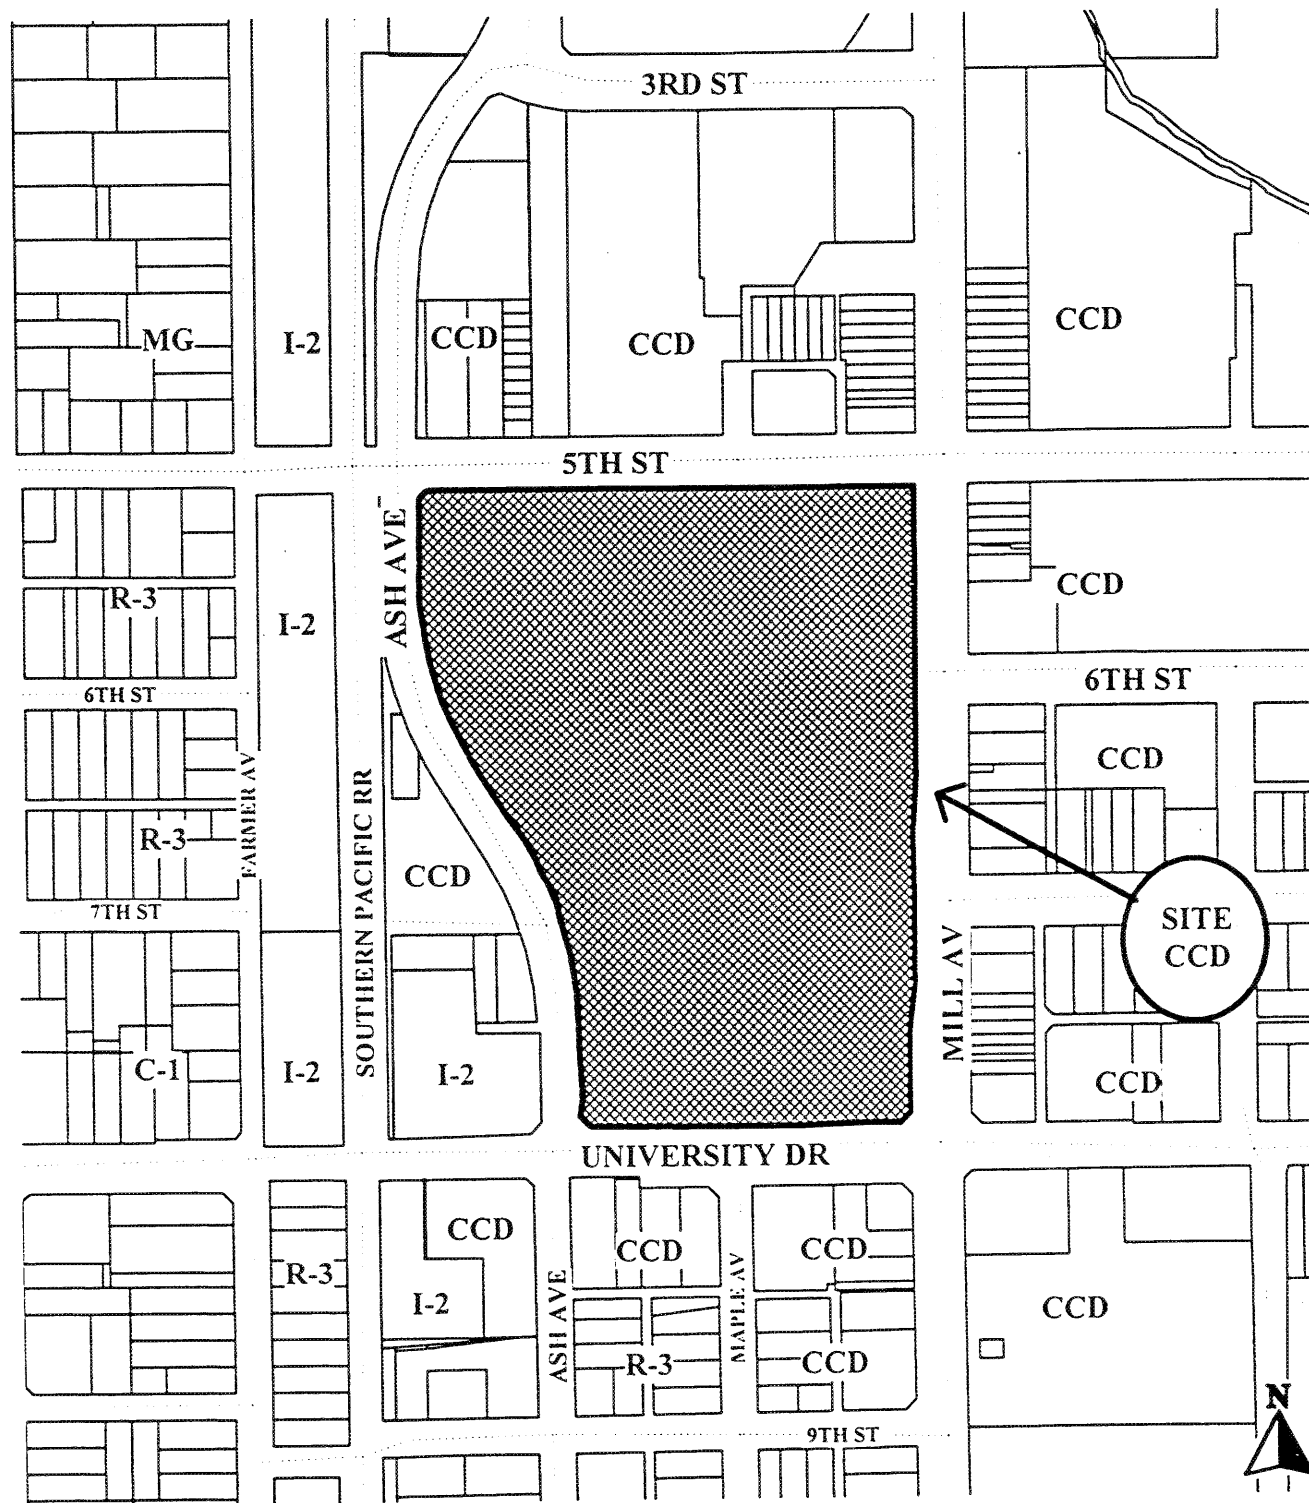 3RD ST
MG
I-2
CCD
CCD
CCD
5TH ST
ASH AVE
R-3
I-2
CCD
6TH ST
6TH ST
FARMER AV
SOUTHERN PACIFIC RR
CCD
R-3
CCD
7TH ST
SITE
CCD
MILL AV
C-1
I-2
I-2
CCD
UNIVERSITY DR
CCD
CCD
CCD
R-3
I-2
ASH AVE
MAPLE AV
CCD
R-3
CCD
N
9TH ST